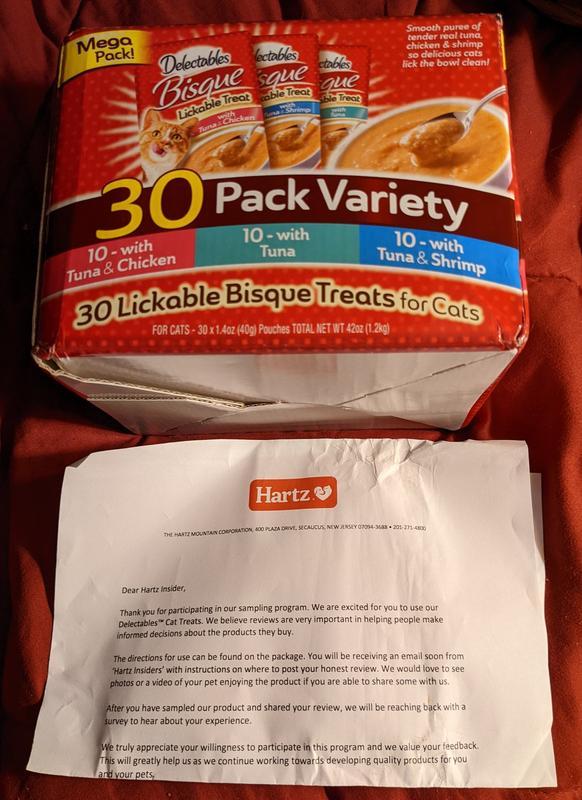 Mega
Pack!
Delectables
Bisque
Lickable Treat
with
Tuna & Chicken
ectables
sque
kable Treat
with
Tuna & Shrimp
ctables
que
ble Treat
with
Tuna
Smooth puree of
tender real tuna,
chicken & shrimp
so delicious cats
lick the bowl clean!
30 Pack Variety
10 - with
Tuna & Chicken
10 - with
Tuna
10 - with
Tuna & Shrimp
30 Lickable Bisque Treats for Cats
FOR CATS - 30 x 1.4oz (40g) Pouches TOTAL NET WT 42oz (1.2kg)
Hartz
THE HARTZ MOUNTAIN CORPORATION, 400 PLAZA DRIVE, SECAUCUS, NEW JERSEY 07094-3688 • 201-271-4800
Dear Hartz Insider,
Thank you for participating in our sampling program. We are excited for you to use our
Delectables™ Cat Treats. We believe reviews are very important in helping people make
informed decisions about the products they buy.
The directions for use can be found on the package. You will be receiving an email soon from
'Hartz Insiders' with instructions on where to post your honest review. We would love to see
photos or a video of your pet enjoying the product if you are able to share some with us.
After you have sampled our product and shared your review, we will be reaching back with a
survey to hear about your experience.
We truly appreciate your willingness to participate in this program and we value your feedback.
This will greatly help us as we continue working towards developing quality products for you
and your pets.